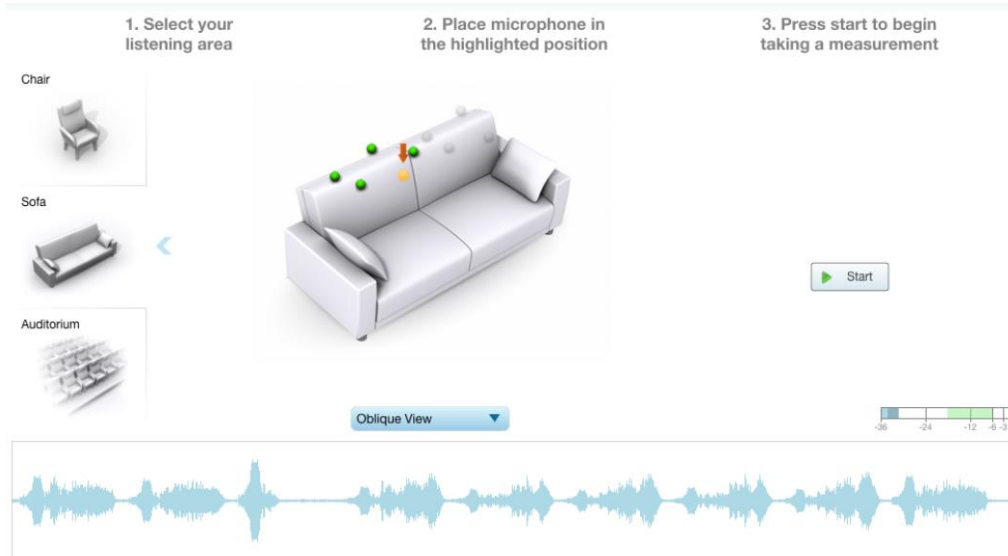 1. Select your
listening area
2. Place microphone in
the highlighted position
3. Press start to begin
taking a measurement
Chair
Sofa
Auditorium
Start
Oblique View
-36 -24 -12 -6 -3